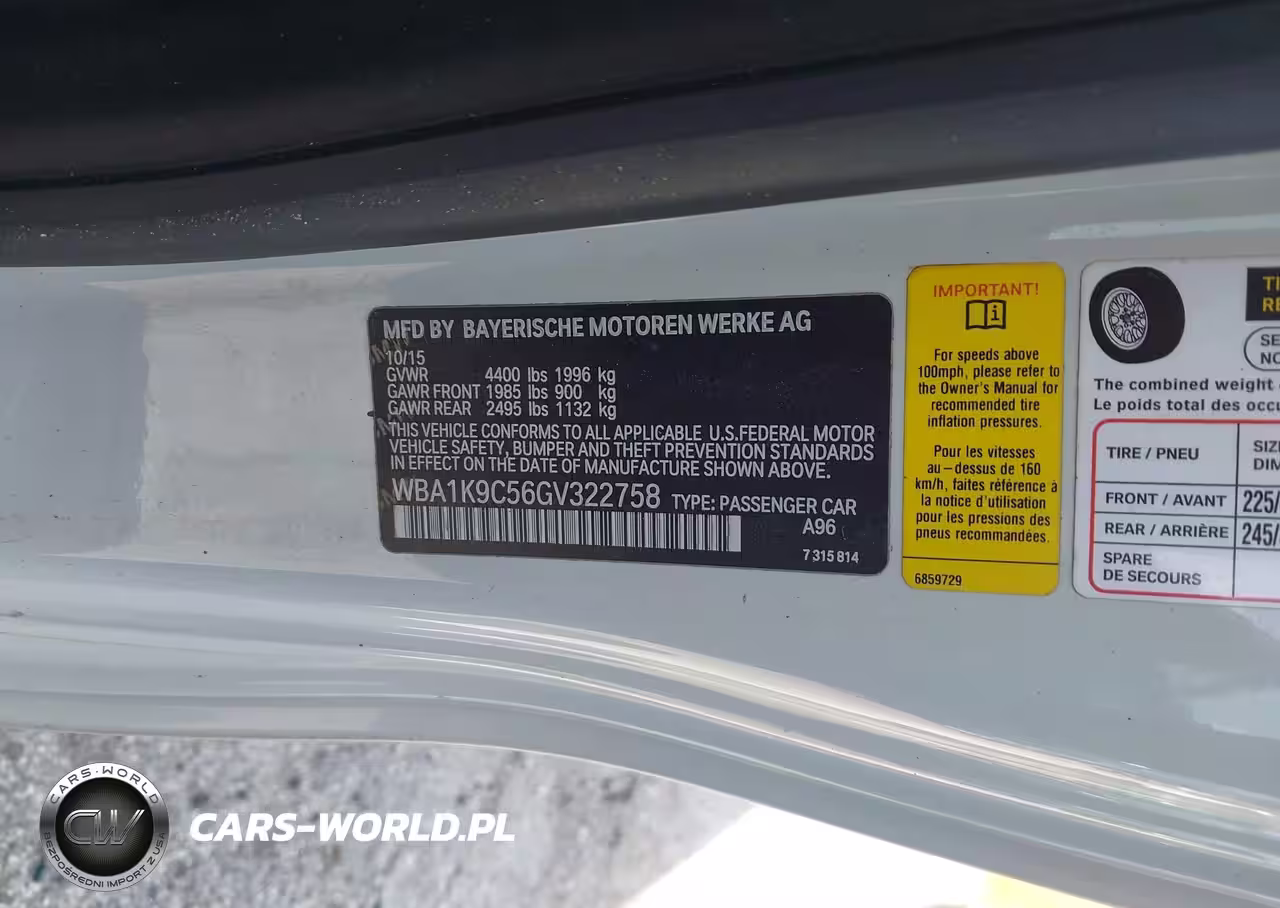 MFD BY BAYERISCHE MOTOREN WERKE AG
10/15
GVWR 4400 lbs 1996 kg
GAWR FRONT 1985 lbs 900 kg
GAWR REAR 2495 lbs 1132 kg
THIS VEHICLE CONFORMS TO ALL APPLICABLE U.S.FEDERAL MOTOR
VEHICLE SAFETY, BUMPER AND THEFT PREVENTION STANDARDS
IN EFFECT ON THE DATE OF MANUFACTURE SHOWN ABOVE.
WBA1K9C56GV322758 TYPE: PASSENGER CAR
A96
7 315 814
IMPORTANT!
For speeds above
100mph, please refer to
the Owner's Manual for
recommended tire
inflation pressures.
Pour les vitesses
au-dessus de 160
km/h, faites référence à
la notice d'utilisation
pour les pressions des
pneus recommandées.
6859729
The combined weight
Le poids total des
TIRE / PNEU
FRONT / AVANT 225/
REAR / ARRIÈRE 245/
SPARE
DE SECOURS
CARS-WORLD
CW
BEZPOŚREDNI IMPORT Z USA
CARS-WORLD.PL